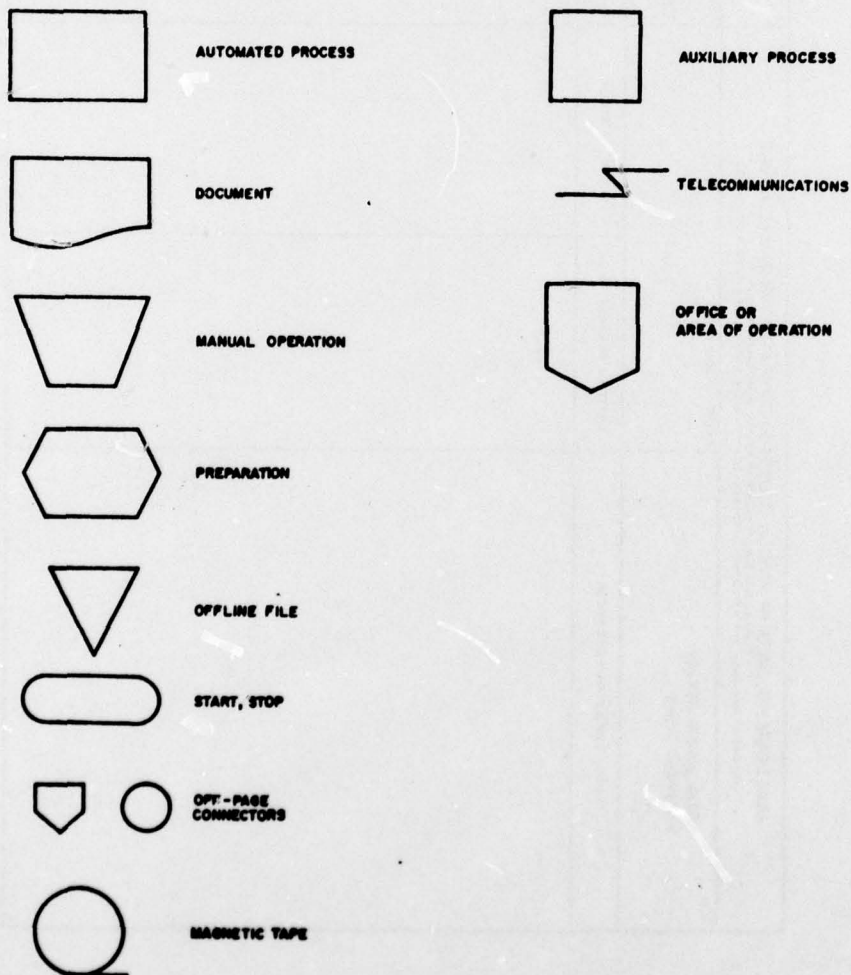 AUTOMATED PROCESS
DOCUMENT
MANUAL OPERATION
PREPARATION
OFFLINE FILE
START, STOP
OFF-PAGE
CONNECTORS
MAGNETIC TAPE
AUXILIARY PROCESS
TELECOMMUNICATIONS
OFFICE OR
AREA OF OPERATION